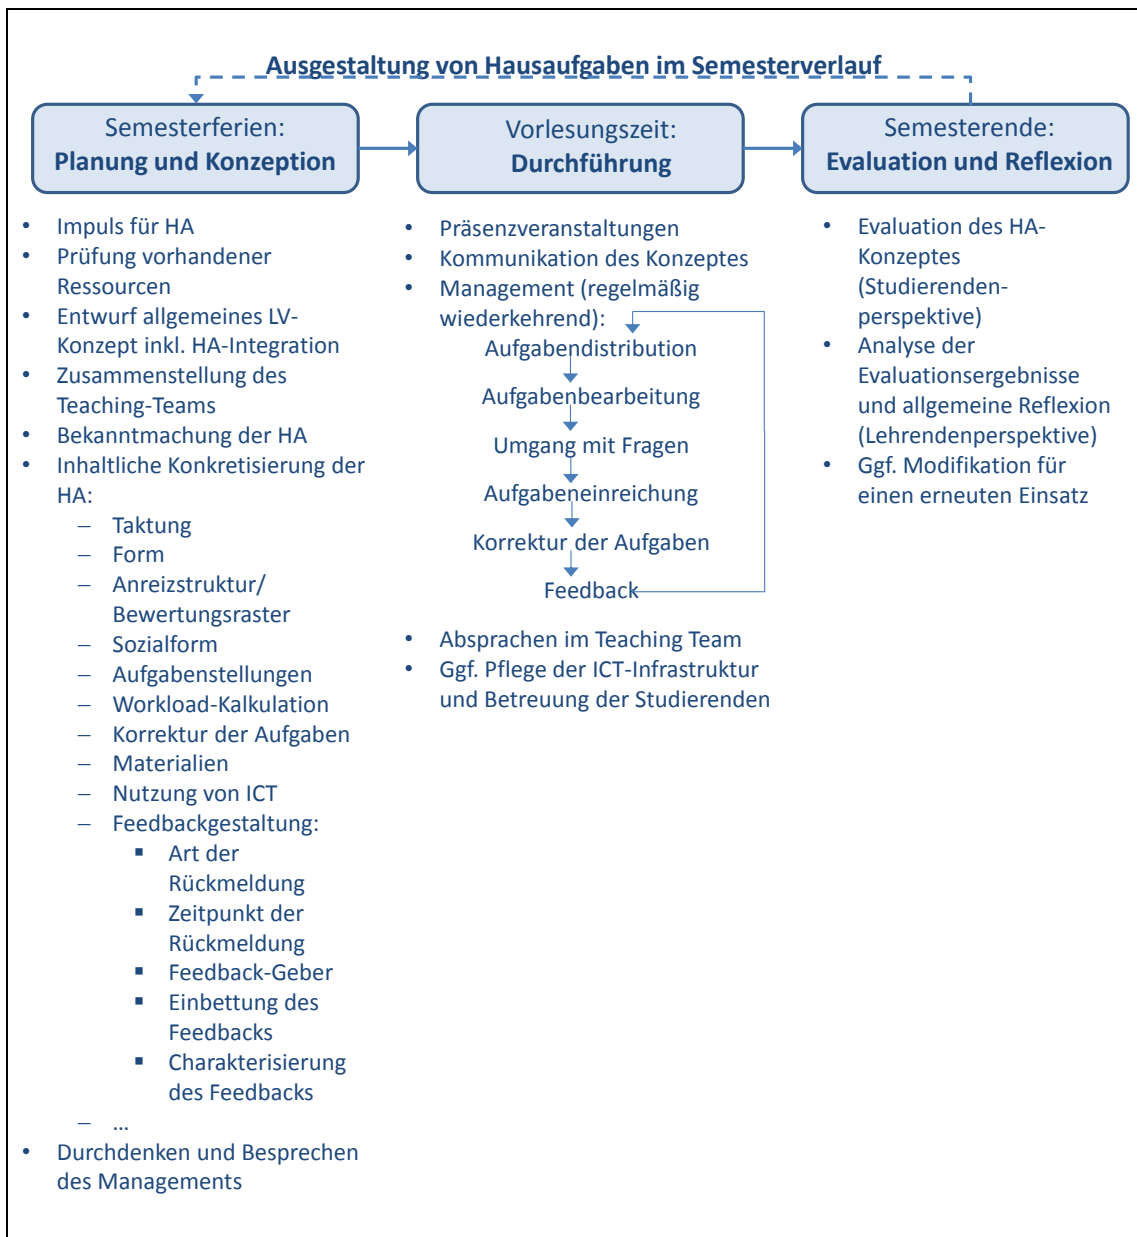 Ausgestaltung von Hausaufgaben im Semesterverlauf
Semesterferien:
Planung und Konzeption
• Impuls für HA
• Prüfung vorhandener
Ressourcen
• Entwurf allgemeines LV-
Konzept inkl. HA-Integration
• Zusammenstellung des
Teaching-Teams
• Bekanntmachung der HA
• Inhaltliche Konkretisierung der
HA:
– Taktung
– Form
– Anreizstruktur/
Bewertungsraster
– Sozialform
– Aufgabenstellungen
– Workload-Kalkulation
– Korrektur der Aufgaben
– Materialien
– Nutzung von ICT
– Feedbackgestaltung:
▪ Art der
Rückmeldung
▪ Zeitpunkt der
Rückmeldung
▪ Feedback-Geber
▪ Einbettung des
Feedbacks
▪ Charakterisierung
des Feedbacks
– …
• Durchdenken und Besprechen
des Managements
Vorlesungszeit:
Durchführung
• Präsenzveranstaltungen
• Kommunikation des Konzeptes
• Management (regelmäßig
wiederkehrend):
Aufgabendistribution
Aufgabenbearbeitung
Umgang mit Fragen
Aufgabeneinreichung
Korrektur der Aufgaben
Feedback
• Absprachen im Teaching Team
• Ggf. Pflege der ICT-Infrastruktur
und Betreuung der Studierenden
Semesterende:
Evaluation und Reflexion
• Evaluation des HA-
Konzeptes
(Studierenden-
perspektive)
• Analyse der
Evaluationsergebnisse
und allgemeine Reflexion
(Lehrendenperspektive)
• Ggf. Modifikation für
einen erneuten Einsatz